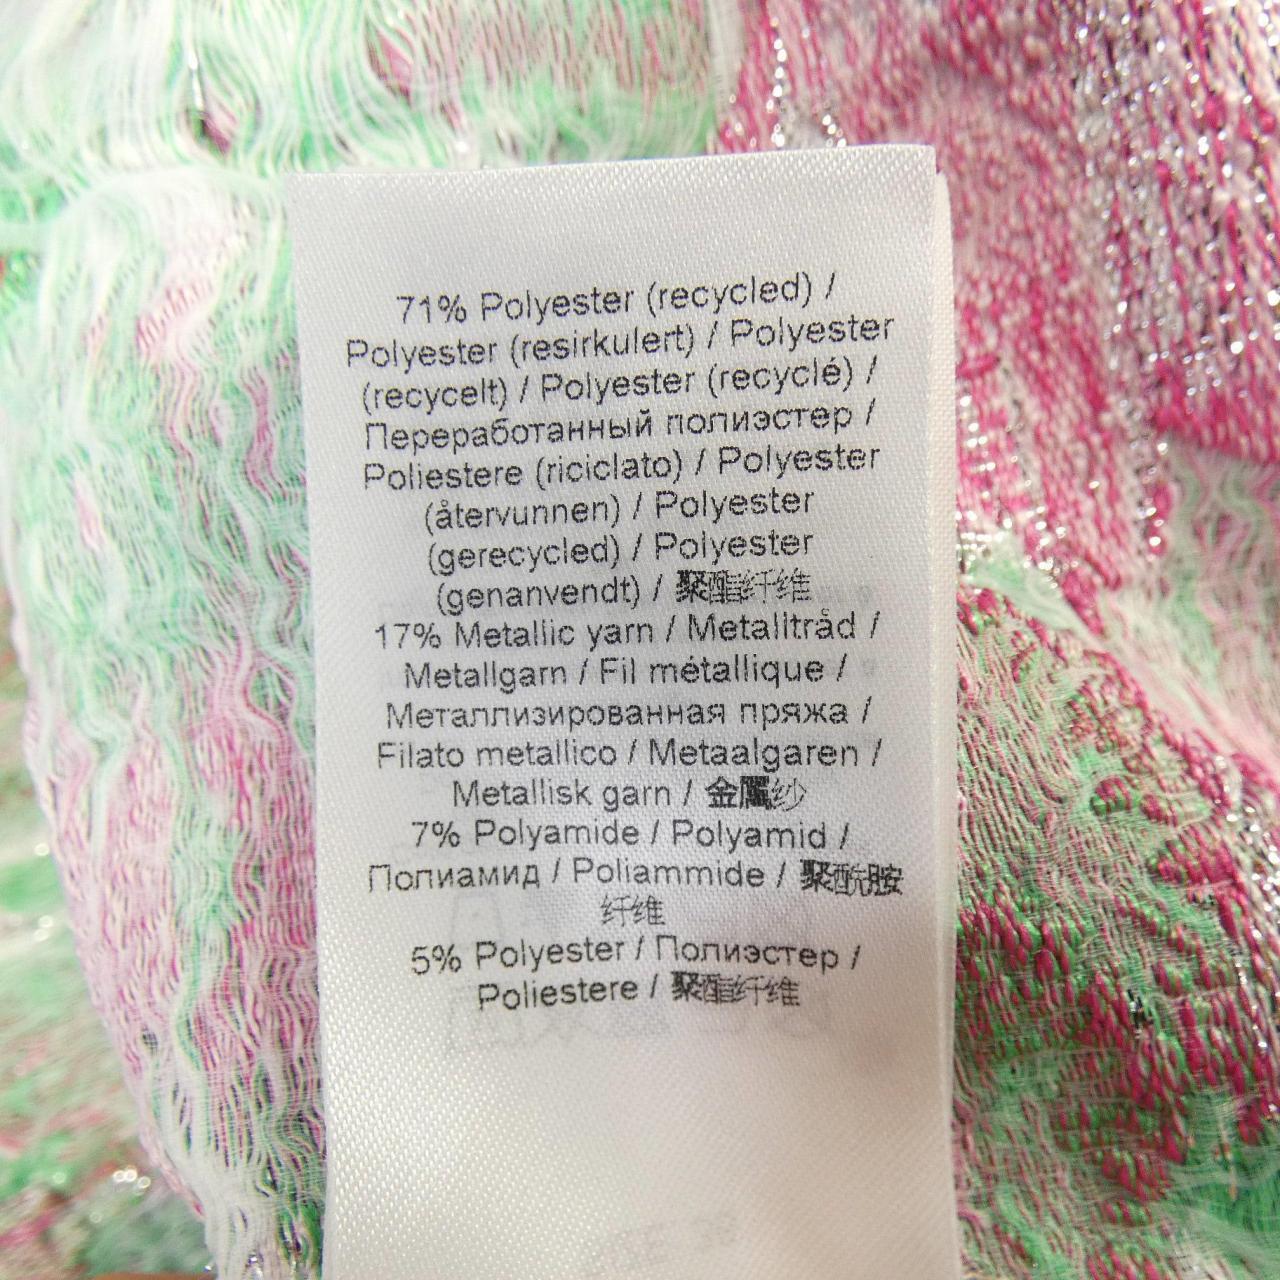 71% Polyester (recycled) /
Polyester (resirkulert) / Polyester
(recycelt) / Polyester (recyclé) /
Переработанный полиэстер /
Poliestere (riciclato) / Polyester
(återvunnen) / Polyester
(gerecycled) / Polyester
(genanvendt) / 聚酯纤维
17% Metallic yarn / Metalltråd /
Metallgarn / Fil métallique /
Металлизированная пряжа /
Filato metallico / Metaalgaren /
Metallisk garn / 金属纱
7% Polyamide / Polyamid /
Полиамид / Poliammide / 聚酰胺
纤维
5% Polyester / Полиэстер /
Poliestere / 聚酯纤维